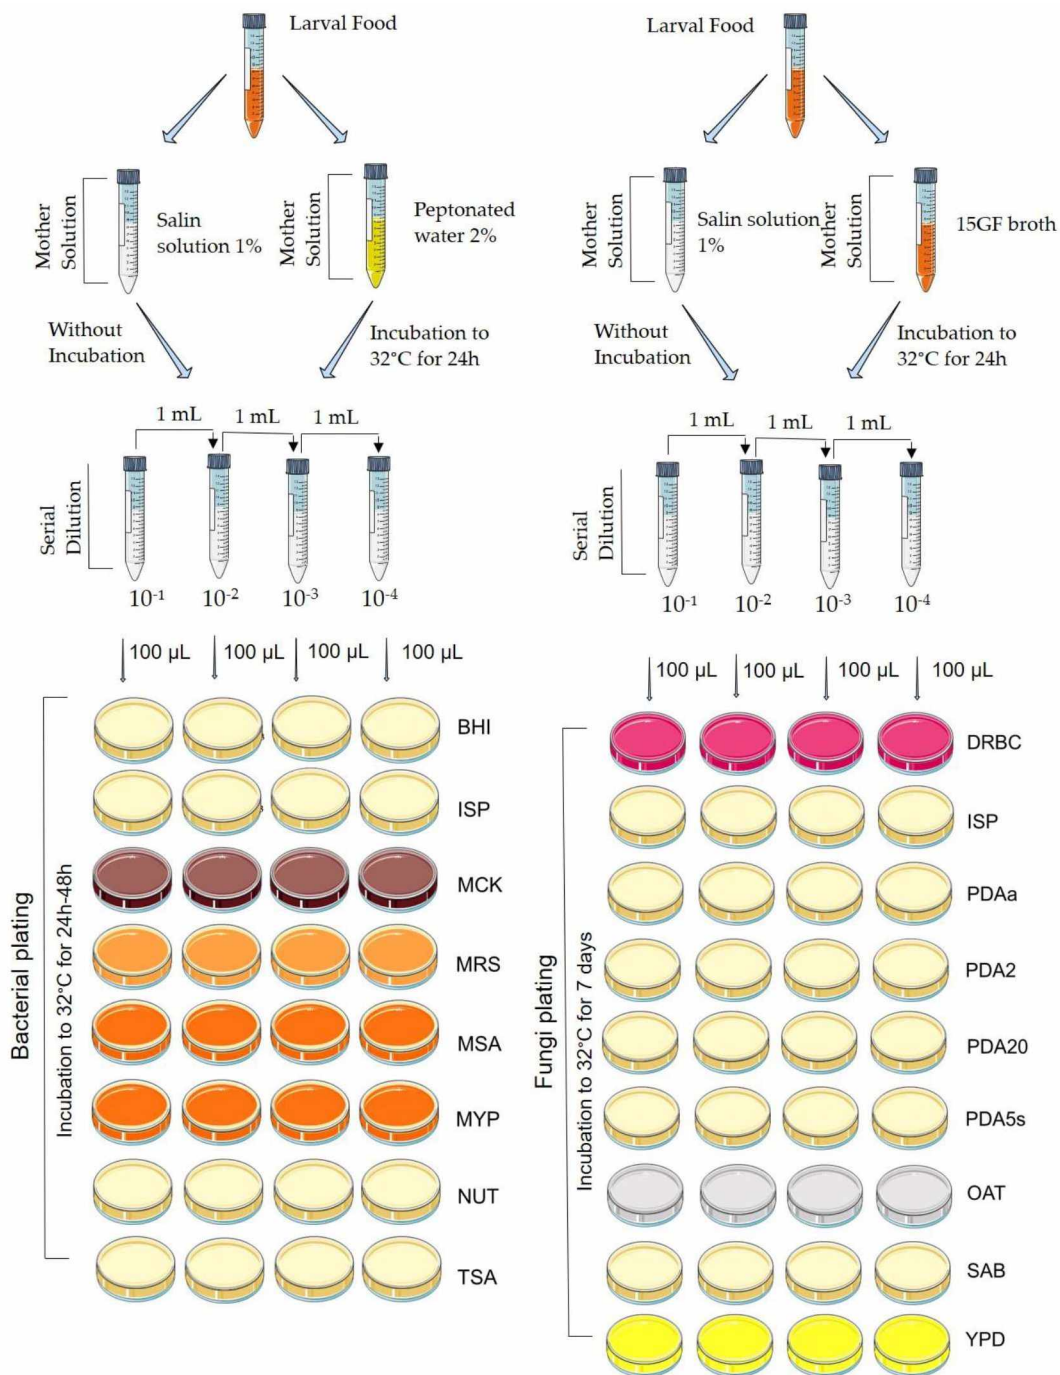 Larval Food
Mother
Solution
Salin
solution 1%
Mother
Solution
Peptonated
water 2%
Without
Incubation
Incubation to
32°C for 24h
1 mL
1 mL
1 mL
Serial
Dilution
10-1
10-2
10-3
10-4
100 µL
100 µL
100 µL
100 µL
Bacterial plating
Incubation to 32°C for 24h-48h
BHI
ISP
MCK
MRS
MSA
MYP
NUT
TSA
Larval Food
Mother
Solution
Salin solution
1%
Mother
Solution
15GF broth
Without
Incubation
Incubation to
32°C for 24h
1 mL
1 mL
1 mL
Serial
Dilution
10-1
10-2
10-3
10-4
100 µL
100 µL
100 µL
100 µL
Fungi plating
Incubation to 32°C for 7 days
DRBC
ISP
PDAa
PDA2
PDA20
PDA5s
OAT
SAB
YPD